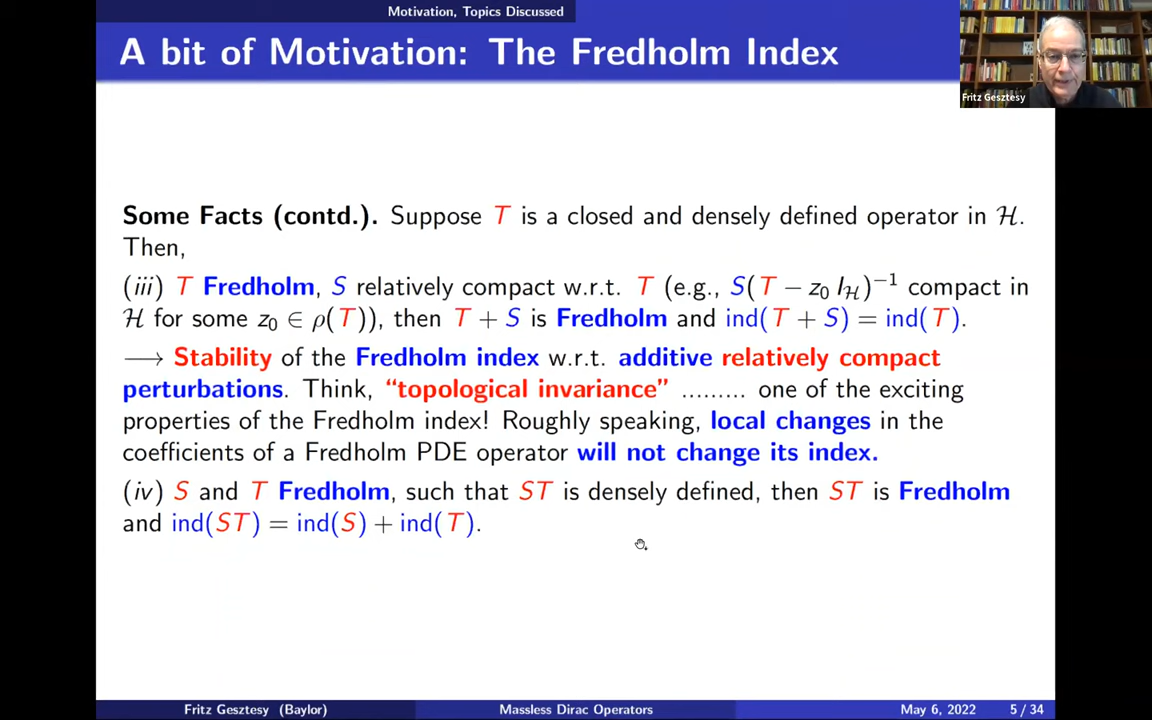 Motivation, Topics Discussed
A bit of Motivation: The Fredholm Index
Fritz Gesztesy
Some Facts (contd.). Suppose T is a closed and densely defined operator in ℋ.
Then,
(iii) T Fredholm, S relatively compact w.r.t. T (e.g., S(T − z₀ I_ℋ)⁻¹ compact in
ℋ for some z₀ ∈ ρ(T)), then T + S is Fredholm and ind(T + S) = ind(T).
⟶ Stability of the Fredholm index w.r.t. additive relatively compact
perturbations. Think, “topological invariance” ......... one of the exciting
properties of the Fredholm index! Roughly speaking, local changes in the
coefficients of a Fredholm PDE operator will not change its index.
(iv) S and T Fredholm, such that ST is densely defined, then ST is Fredholm
and ind(ST) = ind(S) + ind(T).
Fritz Gesztesy (Baylor) Massless Dirac Operators May 6, 2022 5 / 34